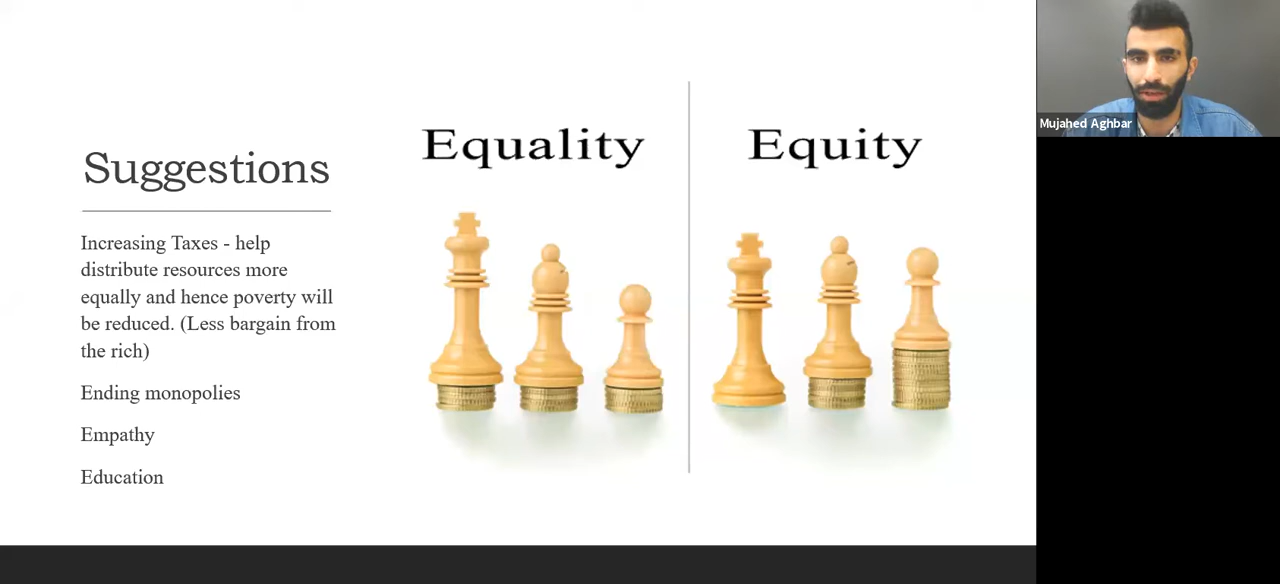 Suggestions
Increasing Taxes - help
distribute resources more
equally and hence poverty will
be reduced. (Less bargain from
the rich)
Ending monopolies
Empathy
Education
Equality
Equity
Mujahed Aghbar